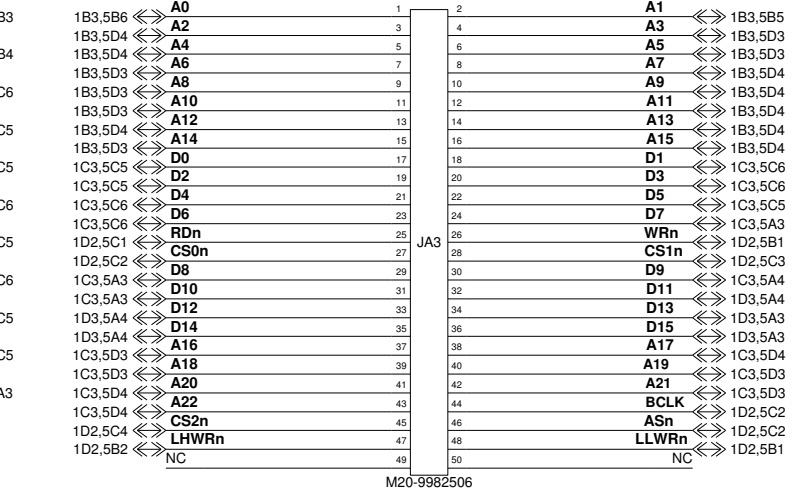 1B3,5B6 A0 1 2 A1 1B3,5B5
B3
1B3,5D4 A2 3 4 A3 1B3,5D3
1B3,5D4 A4 5 6 A5 1B3,5D3
B4
1B3,5D3 A6 7 8 A7 1B3,5D4
1B3,5D4 A8 9 10 A9 1B3,5D4
C6
1B3,5D3 A10 11 12 A11 1B3,5D4
1B3,5D4 A12 13 14 A13 1B3,5D4
C5
1B3,5D3 A14 15 16 A15 1B3,5D4
1C3,5C5 D0 17 18 D1 1C3,5C6
C5
1C3,5C5 D2 19 20 D3 1C3,5C6
1C3,5C6 D4 21 22 D5 1C3,5C5
C6
1C3,5C6 D6 23 24 D7 1C3,5A3
1D2,5C1 RDn 25 26 WRn 1D2,5B1
C5
JA3
1D2,5C2 CS0n 27 28 CS1n 1D2,5C3
1C3,5A3 D8 29 30 D9 1C3,5A4
C6
1C3,5A3 D10 31 32 D11 1D3,5A4
1D3,5A4 D12 33 34 D13 1D3,5A3
C5
1D3,5A4 D14 35 36 D15 1D3,5A3
1C3,5D3 A16 37 38 A17 1C3,5D4
C5
1C3,5D3 A18 39 40 A19 1C3,5D3
1C3,5D4 A20 41 42 A21 1C3,5D3
A3
1C3,5D4 A22 43 44 BCLK 1D2,5C2
1D2,5C4 CS2n 45 46 ASn 1D2,5C2
1D2,5B2 LHWRn 47 48 LLWRn 1D2,5B1
NC 49 50 NC
M20-9982506